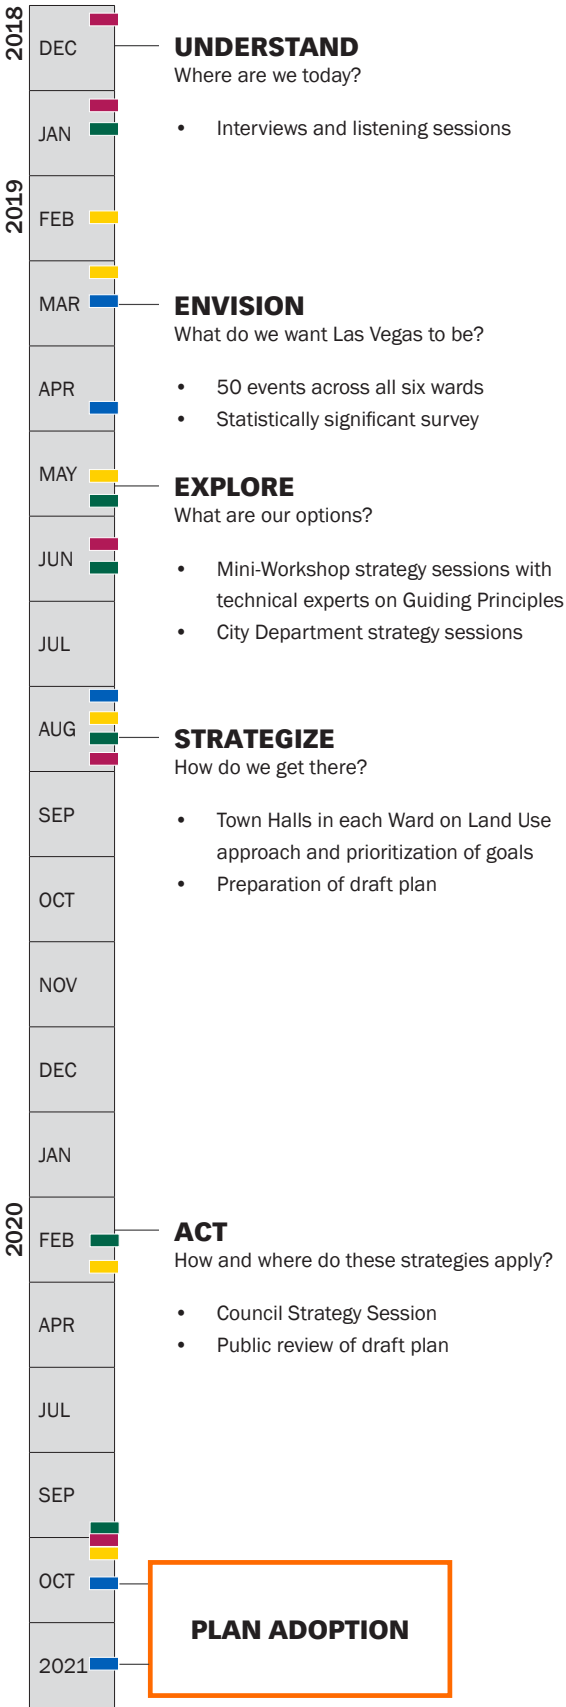 2018
DEC
UNDERSTAND
Where are we today?
JAN
• Interviews and listening sessions
2019
FEB
MAR
ENVISION
What do we want Las Vegas to be?
APR
• 50 events across all six wards
• Statistically significant survey
MAY
EXPLORE
What are our options?
JUN
• Mini-Workshop strategy sessions with
technical experts on Guiding Principles
• City Department strategy sessions
JUL
AUG
STRATEGIZE
How do we get there?
SEP
• Town Halls in each Ward on Land Use
approach and prioritization of goals
• Preparation of draft plan
OCT
NOV
DEC
JAN
2020
FEB
ACT
How and where do these strategies apply?
• Council Strategy Session
APR
• Public review of draft plan
JUL
SEP
OCT
PLAN ADOPTION
2021